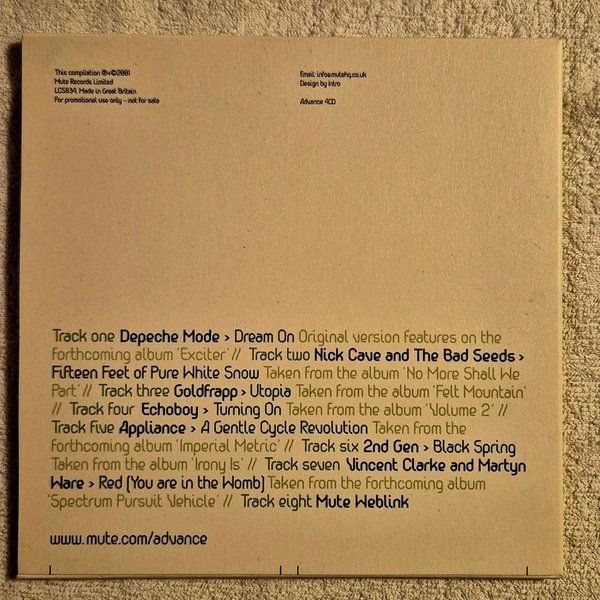 This compilation ℗+©2001
Mute Records Limited
LCS834. Made in Great Britain
For promotional use only - not for sale
Email: info@mutehq.co.uk
Design by Intro
Advance 4CD
Track one Depeche Mode > Dream On Original version features on the
forthcoming album 'Exciter' // Track two Nick Cave and The Bad Seeds >
Fifteen Feet of Pure White Snow Taken from the album 'No More Shall We
Part' // Track three Goldfrapp > Utopia Taken from the album 'Felt Mountain'
// Track four Echoboy > Turning On Taken from the album 'Volume 2' //
Track five Appliance > A Gentle Cycle Revolution Taken from the
forthcoming album 'Imperial Metric' // Track six 2nd Gen > Black Spring
Taken from the album 'Irony Is' // Track seven Vincent Clarke and Martyn
Ware > Red (You are in the Womb) Taken from the forthcoming album
'Spectrum Pursuit Vehicle' // Track eight Mute Weblink
www.mute.com/advance